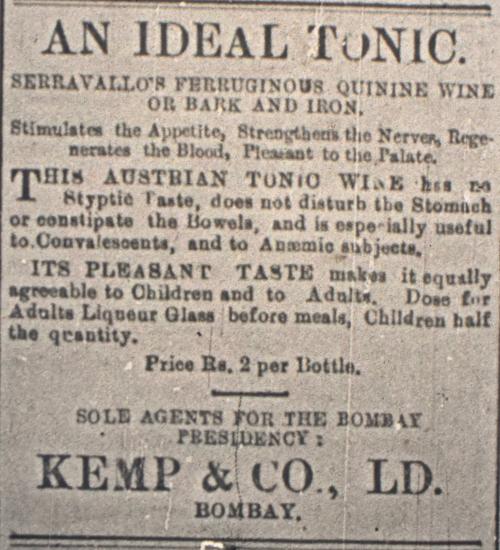 AN IDEAL TONIC.
SERRAVALLO'S FERRUGINOUS QUININE WINE
OR BARK AND IRON.
Stimulates the Appetite, Strengthens the Nerves, Rege-
nerates the Blood, Pleasant to the Palate.
THIS AUSTRIAN TONIC WINE has no
Styptic Taste, does not disturb the Stomach
or constipate the Bowels, and is especially useful
to Convalescents, and to Anæmic subjects.
ITS PLEASANT TASTE makes it equally
agreeable to Children and to Adults. Dose for
Adults Liqueur Glass before meals, Children half
the quantity.
Price Rs. 2 per Bottle.
SOLE AGENTS FOR THE BOMBAY
PRESIDENCY:
KEMP & CO., LD.
BOMBAY.